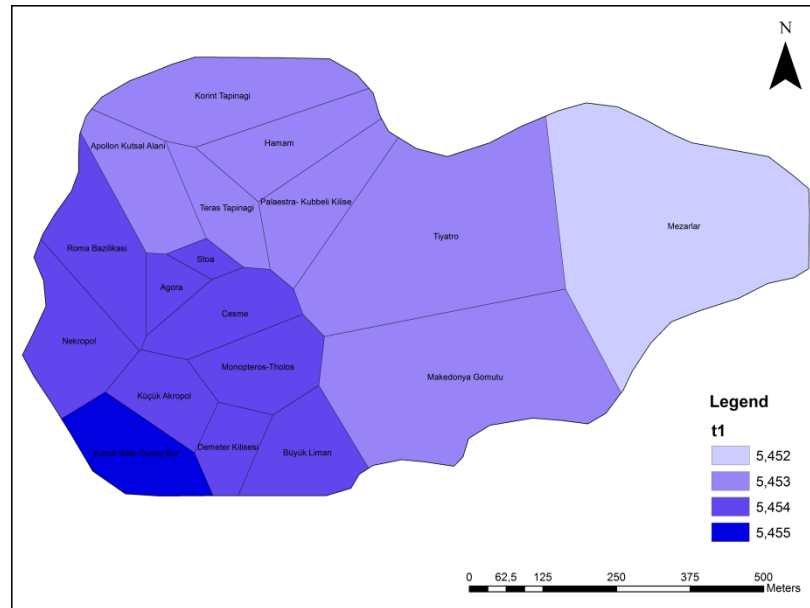 N
Korint Tapinagi
Hamam
Apollon Kutsal Alani
Teras Tapinagi
Palaestra- Kubbeli Kilise
Tiyatro
Mezarlar
Roma Bazilikasi
Stoa
Agora
Cesme
Nekropol
Monopteros-Tholos
Makedonya Gomutu
Küçük Akropol
Demeter Kilisesi
Büyük Liman
Legend
t1
5,452
5,453
5,454
5,455
0 62,5 125 250 375 500
Meters